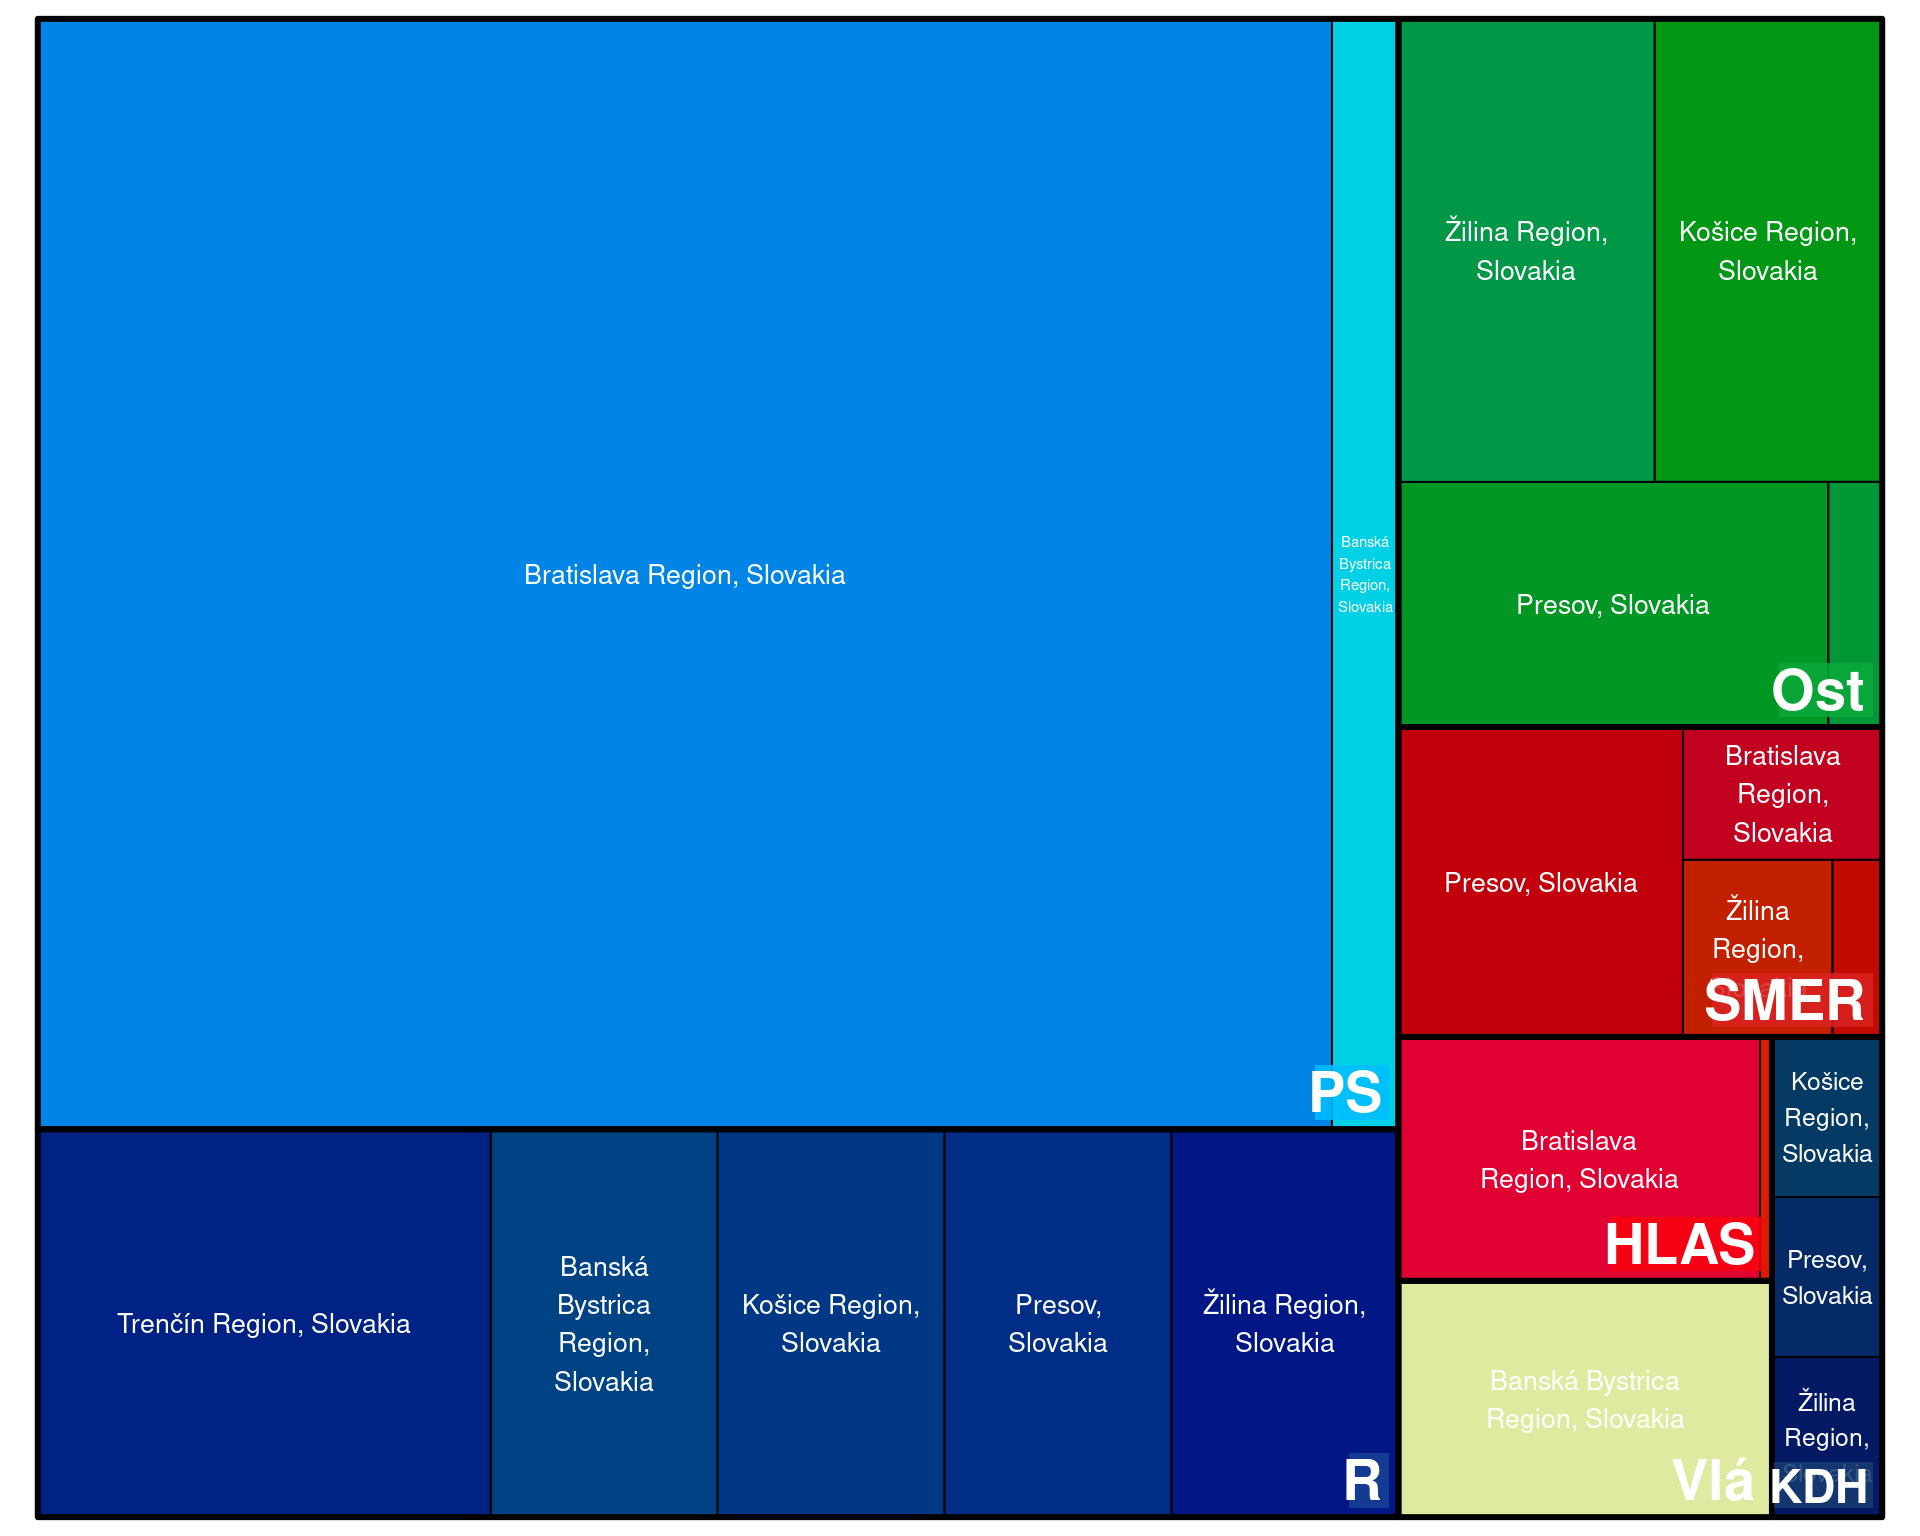 Bratislava Region, Slovakia
Banská
Bystrica
Region,
Slovakia
PS
Trenčín Region, Slovakia
Banská
Bystrica
Region,
Slovakia
Košice Region,
Slovakia
Presov,
Slovakia
Žilina Region,
Slovakia
R
Žilina Region,
Slovakia
Košice Region,
Slovakia
Presov, Slovakia
Ost
Presov, Slovakia
Bratislava
Region,
Slovakia
Žilina
Region,
SMER
Bratislava
Region, Slovakia
HLAS
Banská Bystrica
Region, Slovakia
Vlá
Košice
Region,
Slovakia
Presov,
Slovakia
Žilina
Region,
KDH